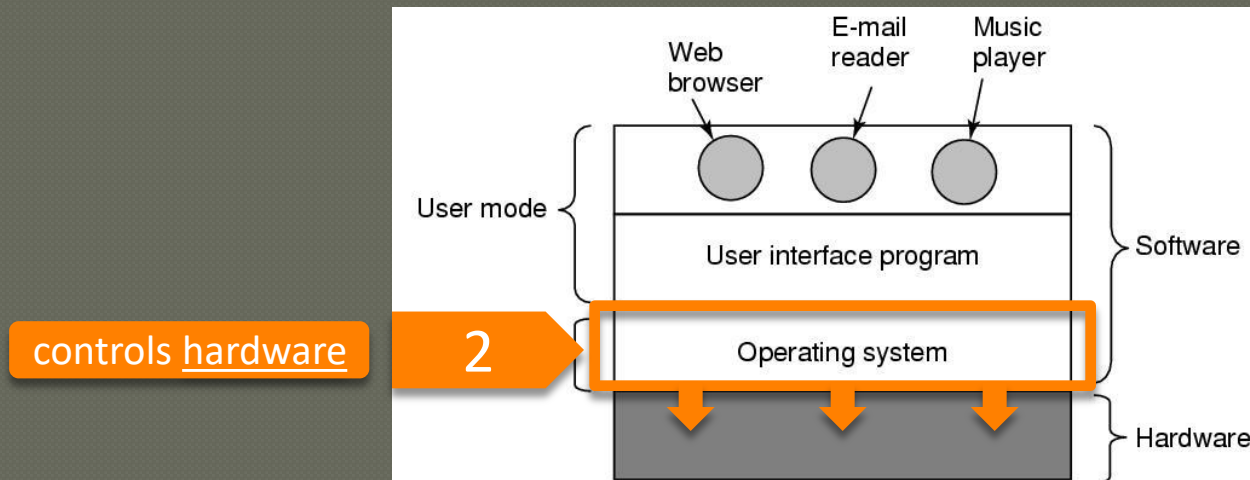 E-mail
reader
Music
player
Web
browser
User mode
User interface program
Software
controls hardware
2
Operating system
Hardware